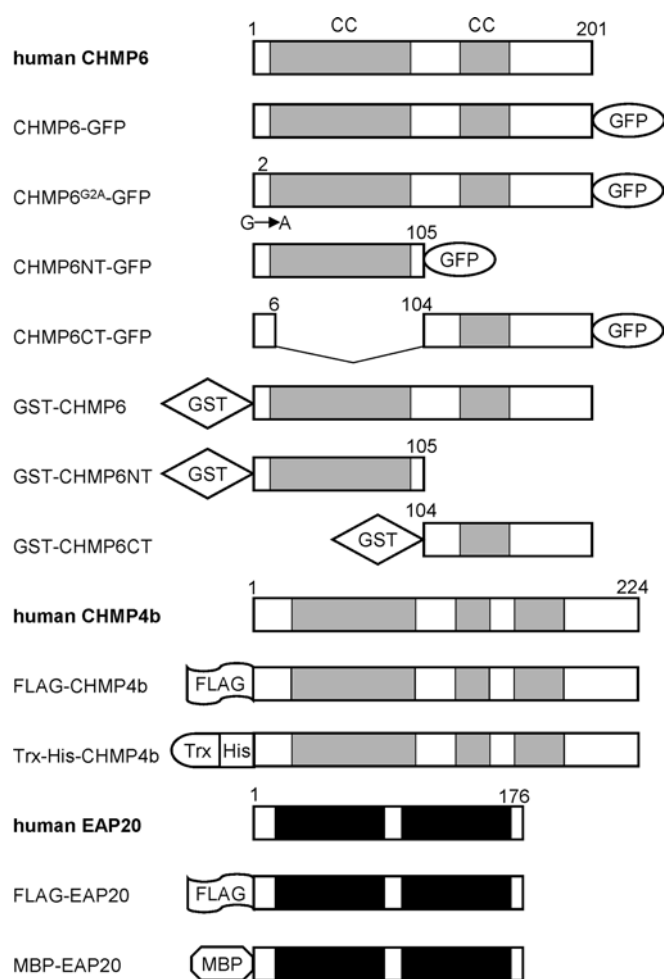 1 CC CC 201
human CHMP6
CHMP6-GFP GFP
2
CHMP6G2A-GFP GFP
G→A 105
CHMP6NT-GFP GFP
6 104
CHMP6CT-GFP GFP
GST-CHMP6 GST
105
GST-CHMP6NT GST
104
GST-CHMP6CT GST
1 224
human CHMP4b
FLAG-CHMP4b FLAG
Trx-His-CHMP4b Trx His
1 176
human EAP20
FLAG-EAP20 FLAG
MBP-EAP20 MBP